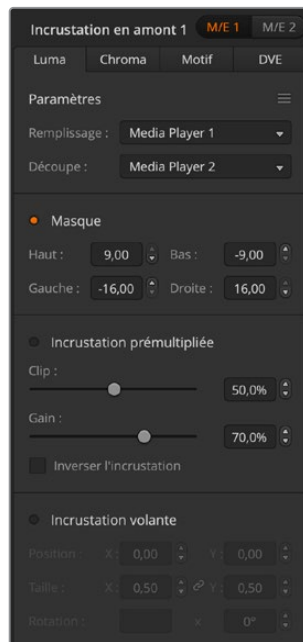 Incrustation en amont 1 M/E 1 M/E 2
Luma Chroma Motif DVE
Paramètres
Remplissage : Media Player 1
Découpe : Media Player 2
Masque
Haut : 9,00 Bas : -9,00
Gauche : -16,00 Droite : 16,00
Incrustation prémultipliée
Clip :
50,0%
Gain :
70,0%
Inverser l'incrustation
Incrustation volante
Position : X : 0,00 Y : 0,00
Taille : X : 0,50 Y : 0,50
Rotation : x 0°